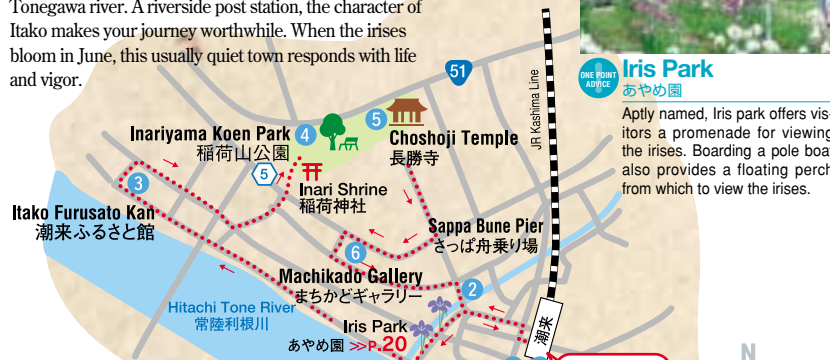 Tonegawa river. A riverside post station, the character of
Itako makes your journey worthwhile. When the irises
bloom in June, this usually quiet town responds with life
and vigor.
51
JR Kashima Line
ONE POINT
ADVICE
Iris Park
あやめ園
Aptly named, Iris park offers vis-
itors a promenade for viewing
the irises. Boarding a pole boat
also provides a floating perch
from which to view the irises.
Inariyama Koen Park
稲荷山公園
4
5
Choshoji Temple
長勝寺
5
Inari Shrine
稲荷神社
3
Itako Furusato Kan
潮来ふるさと館
Sappa Bune Pier
さっぱ舟乗り場
6
Machikado Gallery
まちかどギャラリー
2
Hitachi Tone River
常陸利根川
Iris Park
あやめ園 >>P.20
潮来
N